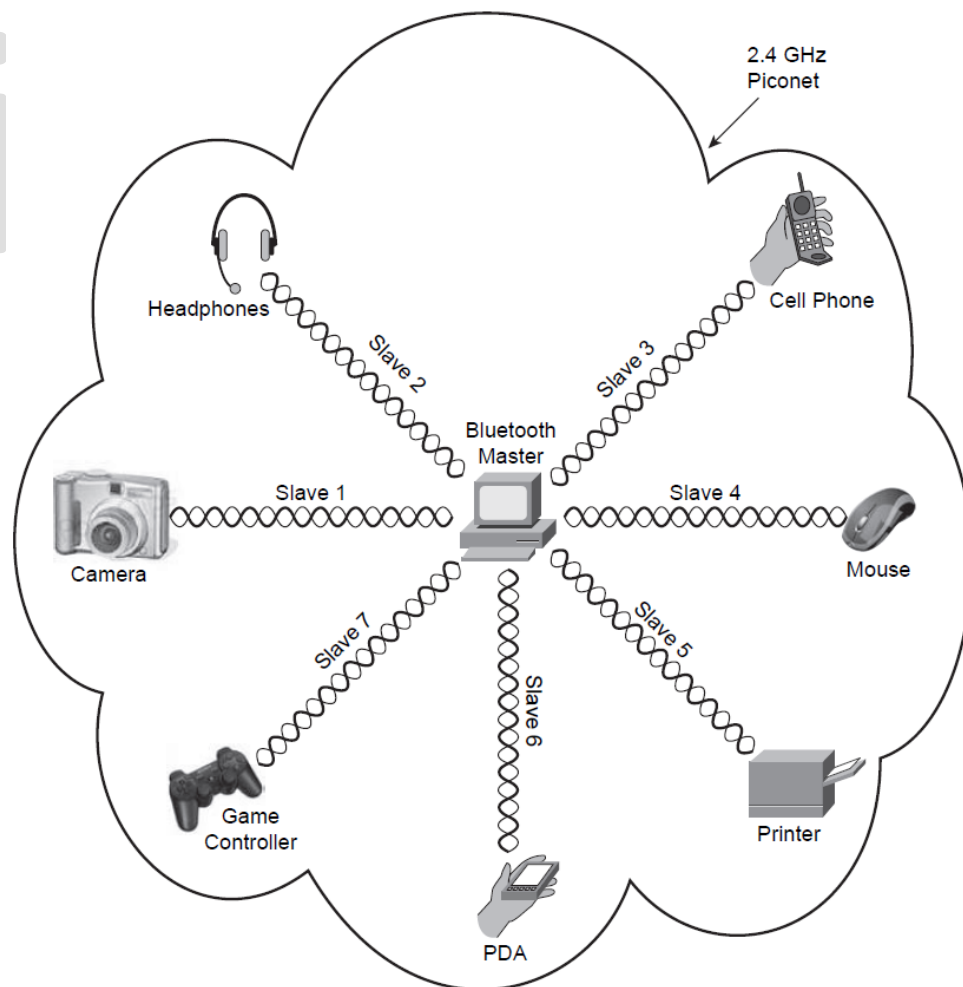 2.4 GHz
Piconet
Headphones
Cell Phone
Slave 2
Slave 3
Bluetooth
Master
Slave 1
Slave 4
Camera
Mouse
Slave 7
Slave 6
Slave 5
Game
Controller
Printer
PDA